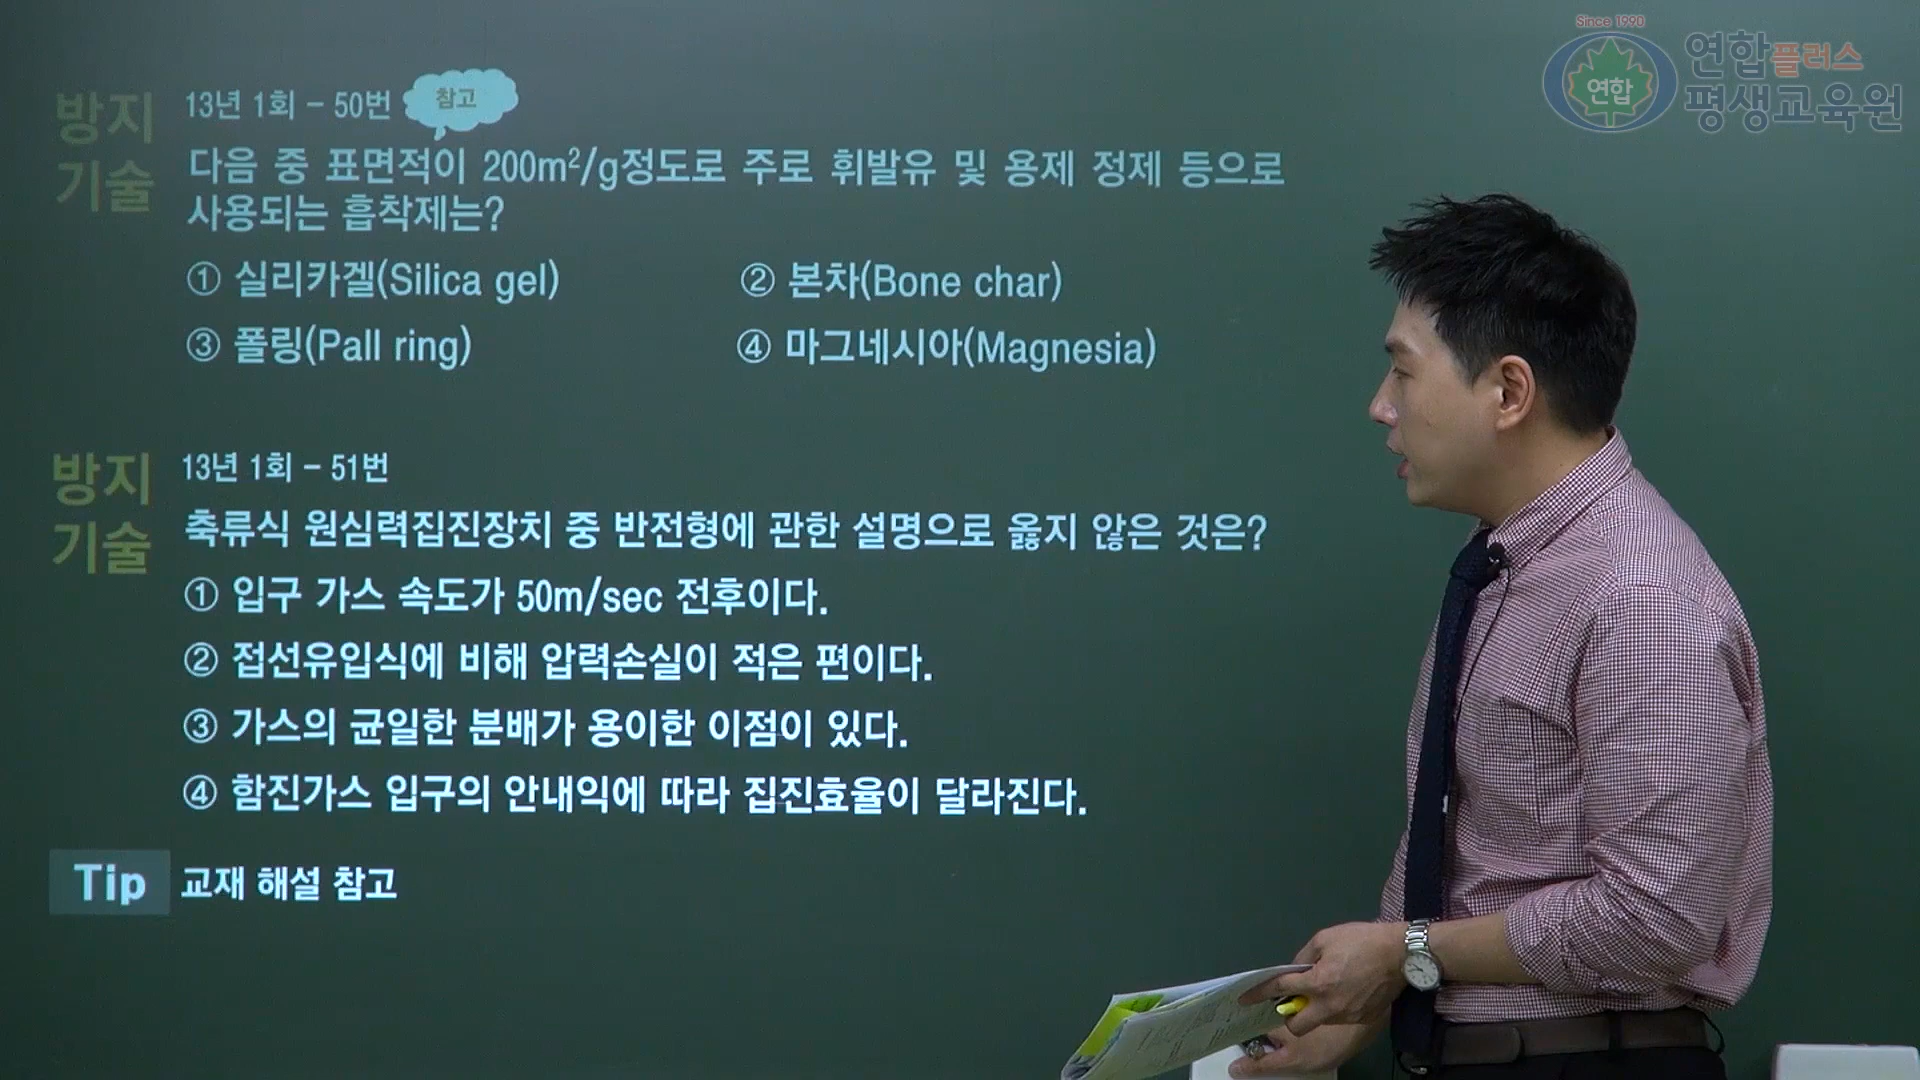 Since 1990
연합
연합플러스
평생교육원
방지
기술
13년 1회 – 50번
참고
다음 중 표면적이 200m²/g정도로 주로 휘발유 및 용제 정제 등으로
사용되는 흡착제는?
① 실리카겔(Silica gel)
② 본차(Bone char)
③ 폴링(Pall ring)
④ 마그네시아(Magnesia)
방지
기술
13년 1회 – 51번
축류식 원심력집진장치 중 반전형에 관한 설명으로 옳지 않은 것은?
① 입구 가스 속도가 50m/sec 전후이다.
② 접선유입식에 비해 압력손실이 적은 편이다.
③ 가스의 균일한 분배가 용이한 이점이 있다.
④ 함진가스 입구의 안내익에 따라 집진효율이 달라진다.
Tip 교재 해설 참고